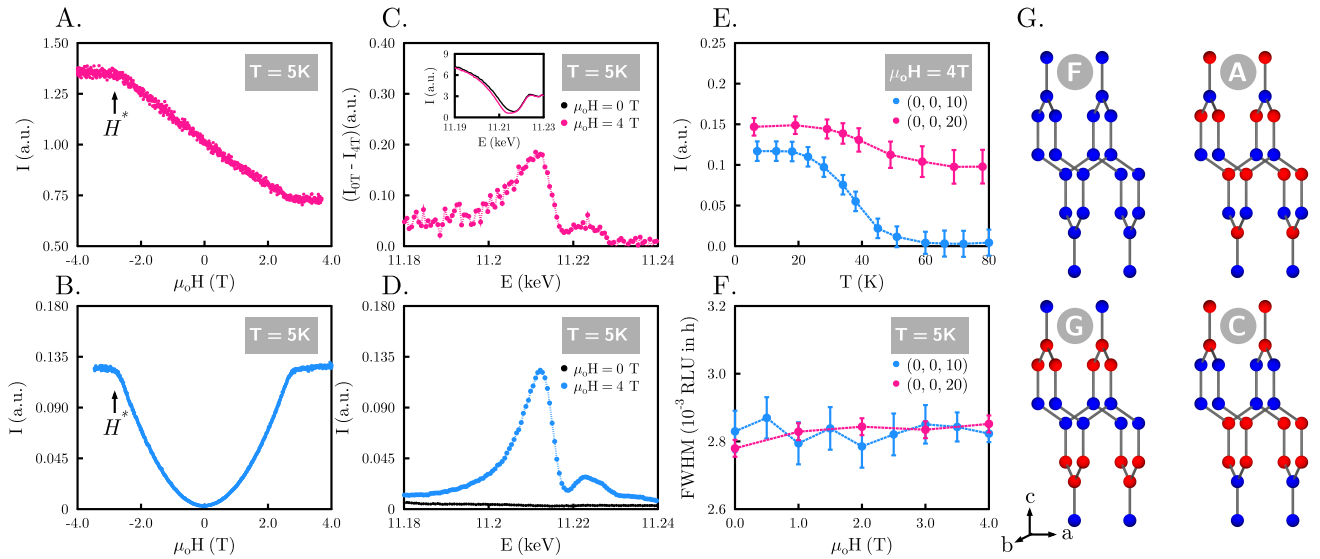 A.
1.50
1.25
1.00
0.75
0.50
I (a.u.)
T = 5K
H*
-4.0 -2.0 0 2.0 4.0
μₒH (T)
B.
0.180
0.135
0.090
0.045
0
I (a.u.)
T = 5K
H*
-4.0 -2.0 0 2.0 4.0
μₒH (T)
C.
0.40
0.30
0.20
0.10
0.0
(I0T - I4T)(a.u.)
T = 5K
9
6
3
0
I (a.u.)
11.19 11.21 11.23
E (keV)
μₒH = 0 T
μₒH = 4 T
11.18 11.2 11.22 11.24
E (keV)
D.
0.180
0.135
0.090
0.045
0
I (a.u.)
T = 5K
μₒH = 0 T
μₒH = 4 T
11.18 11.2 11.22 11.24
E (keV)
E.
0.25
0.20
0.15
0.10
0.05
0.0
I (a.u.)
μₒH = 4T
(0, 0, 10)
(0, 0, 20)
0 20 40 60 80
T (K)
F.
3.2
3.0
2.8
2.6
FWHM (10⁻³ RLU in h)
T = 5K
(0, 0, 10)
(0, 0, 20)
0.0 1.0 2.0 3.0 4.0
μₒH (T)
G.
F
A
G
C
c
b
a